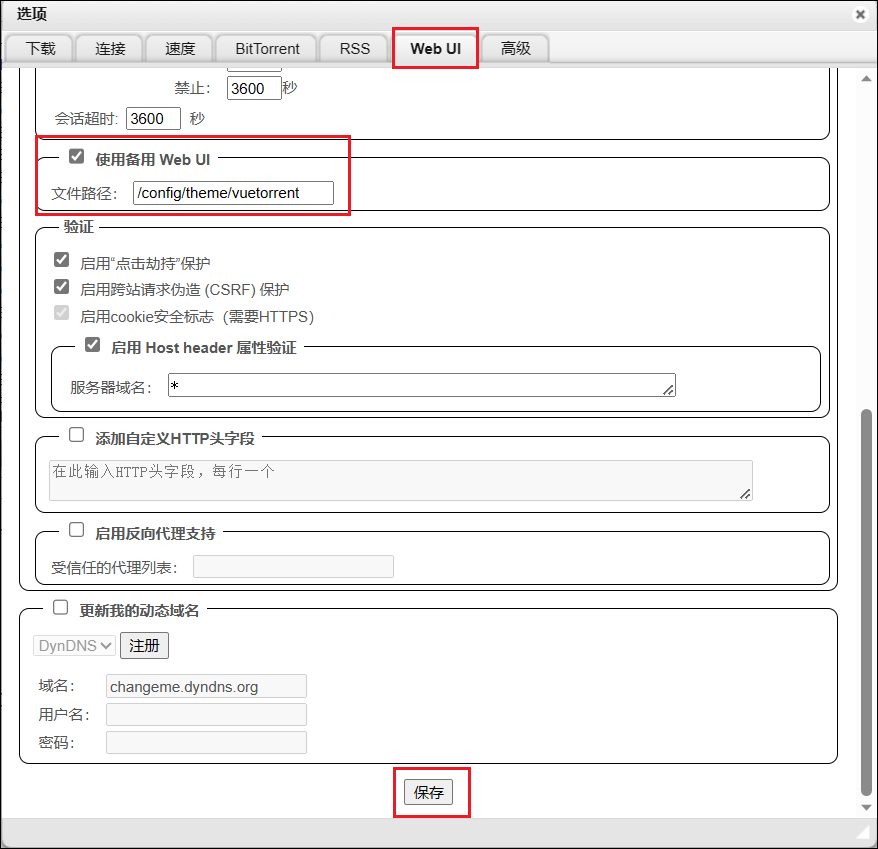 选项
下载 连接 速度 BitTorrent RSS Web UI 高级
禁止： 3600 秒
会话超时: 3600 秒
使用备用 Web UI
文件路径： /config/theme/vuetorrent
验证
启用“点击劫持”保护
启用跨站请求伪造 (CSRF) 保护
启用cookie安全标志（需要HTTPS）
启用 Host header 属性验证
服务器域名： *
添加自定义HTTP头字段
在此输入HTTP头字段，每行一个
启用反向代理支持
受信任的代理列表：
更新我的动态域名
DynDNS 注册
域名： changeme.dyndns.org
用户名：
密码：
保存